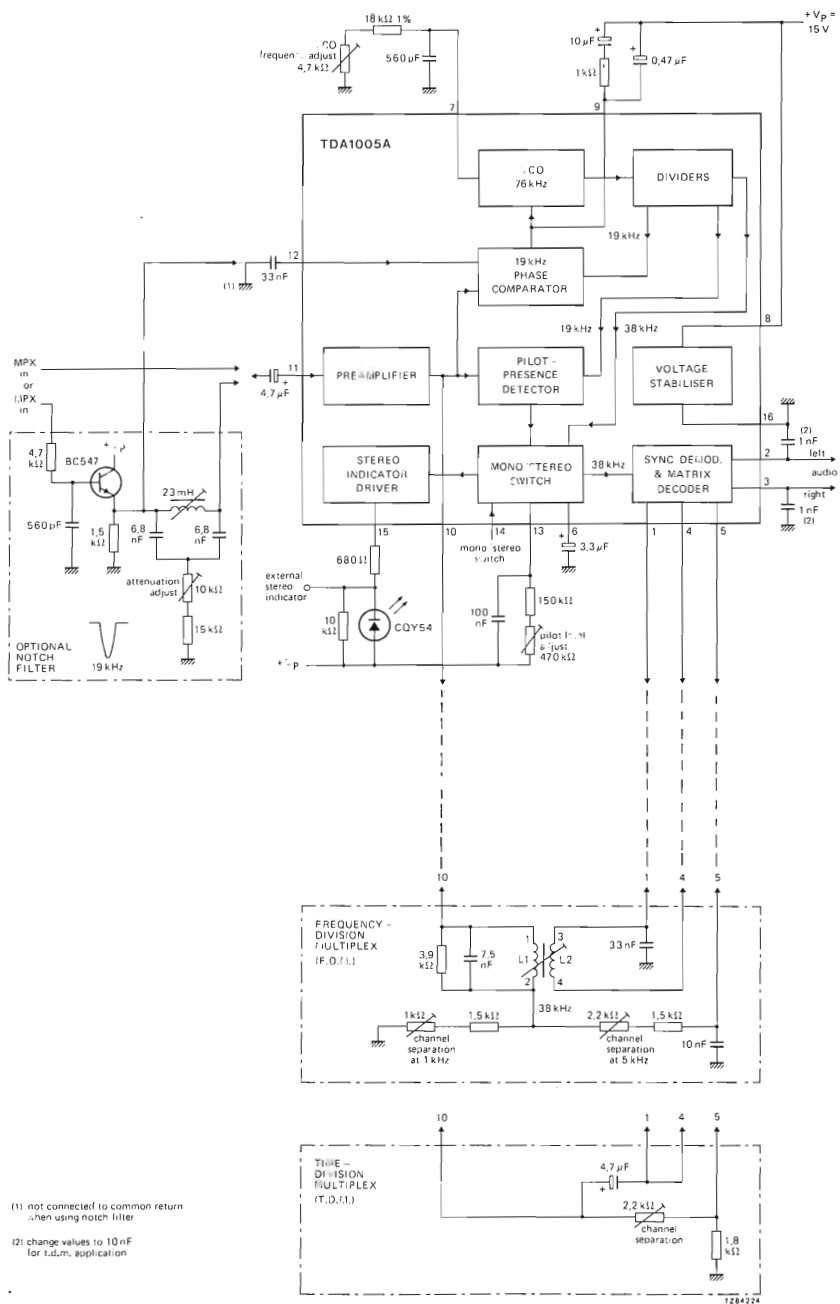 18 kΩ 1%
frequency adjust
4,7 kΩ
560 pF
10 µF
1 kΩ
0,47 µF
+ VP =
15 V
7
9
TDA1005A
76 kHz
DIVIDERS
19 kHz
12
33 nF
(1)
19 kHz
PHASE
COMPARATOR
19 kHz
38 kHz
8
MPX
in
or
MPX
in
11
4,7 µF
PREAMPLIFIER
PILOT –
PRESENCE
DETECTOR
VOLTAGE
STABILISER
16
(2)
1 nF
4,7
kΩ
BC547
23 mH
560 pF
1,5
kΩ
6,8
nF
6,8
nF
attenuation
adjust
10 kΩ
15 kΩ
OPTIONAL
NOTCH
FILTER
19 kHz
STEREO
INDICATOR
DRIVER
MONO/STEREO
SWITCH
38 kHz
SYNC DEMOD.
& MATRIX
DECODER
2
left
audio
3
right
1 nF
(2)
15
10
14
13
6
1
4
5
mono/stereo
switch
3,3 µF
680 Ω
external
stereo
indicator
10
kΩ
CQY54
100
nF
150 kΩ
pilot level
adjust
470 kΩ
10
1
4
5
FREQUENCY –
DIVISION
MULTIPLEX
(F.D.M.)
3,9
kΩ
7,5
nF
1
2
L1
L2
3
4
33 nF
38 kHz
1 kΩ
channel
separation
at 1 kHz
1,5 kΩ
2,2 kΩ
channel
separation
at 5 kHz
1,5 kΩ
10 nF
10
1
4
5
TIME –
DIVISION
MULTIPLEX
(T.D.M.)
4,7 µF
2,2 kΩ
channel
separation
1,8
kΩ
(1) not connected to common return
when using notch filter
(2) change values to 10 nF
for t.d.m. application
7Z84224